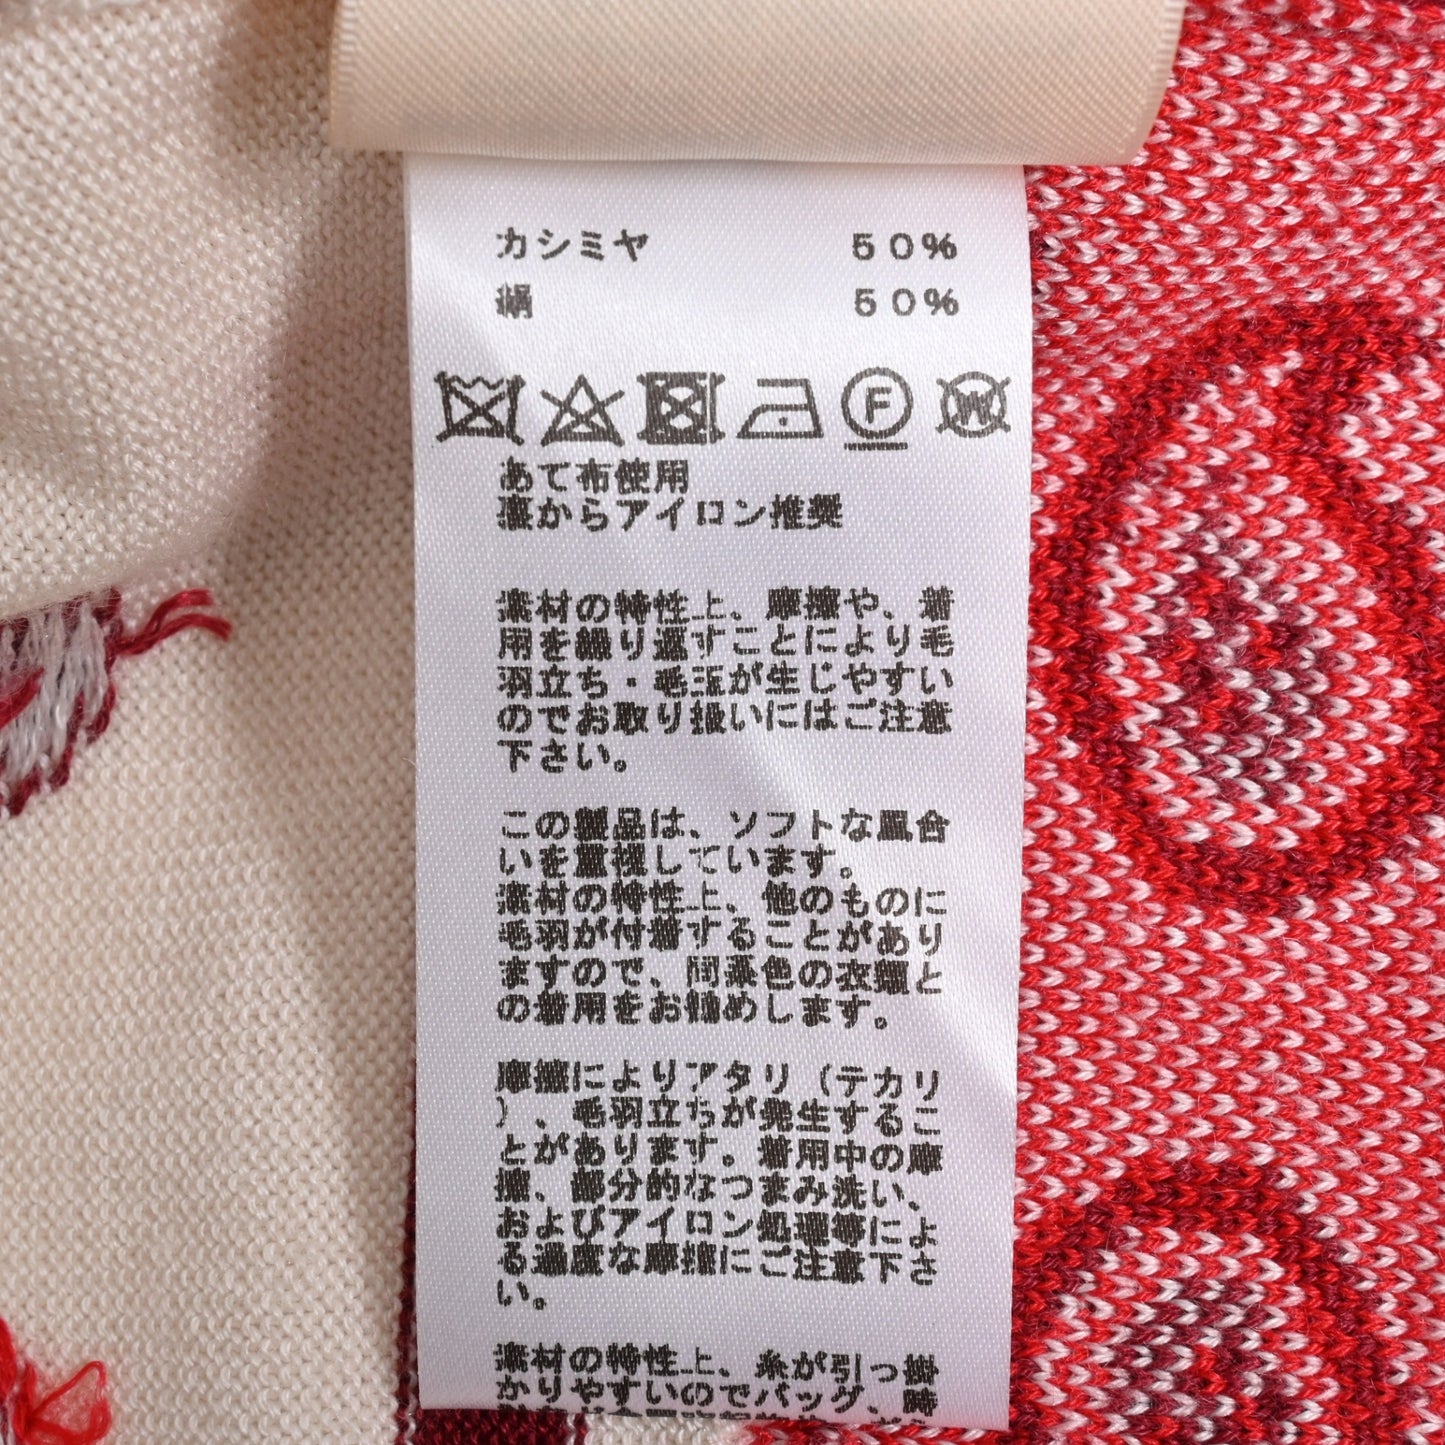 カシミヤ 50%
絹 50%
F W
あて布使用
裏からアイロン推奨
素材の特性上、摩擦や、着
用を繰り返すことにより毛
羽立ち・毛玉が生じやすい
のでお取り扱いにはご注意
下さい。
この製品は、ソフトな風合
いを重視しています。
素材の特性上、他のものに
毛羽が付着することがあり
ますので、同系色の衣類と
の着用をお勧めします。
摩擦によりアタリ（テカリ
）、毛羽立ちが発生するこ
とがあります。着用中の摩
擦、部分的なつまみ洗い、
およびアイロン処理等によ
る過度な摩擦にご注意下さ
い。
素材の特性上、糸が引っ掛
かりやすいのでバッグ、時